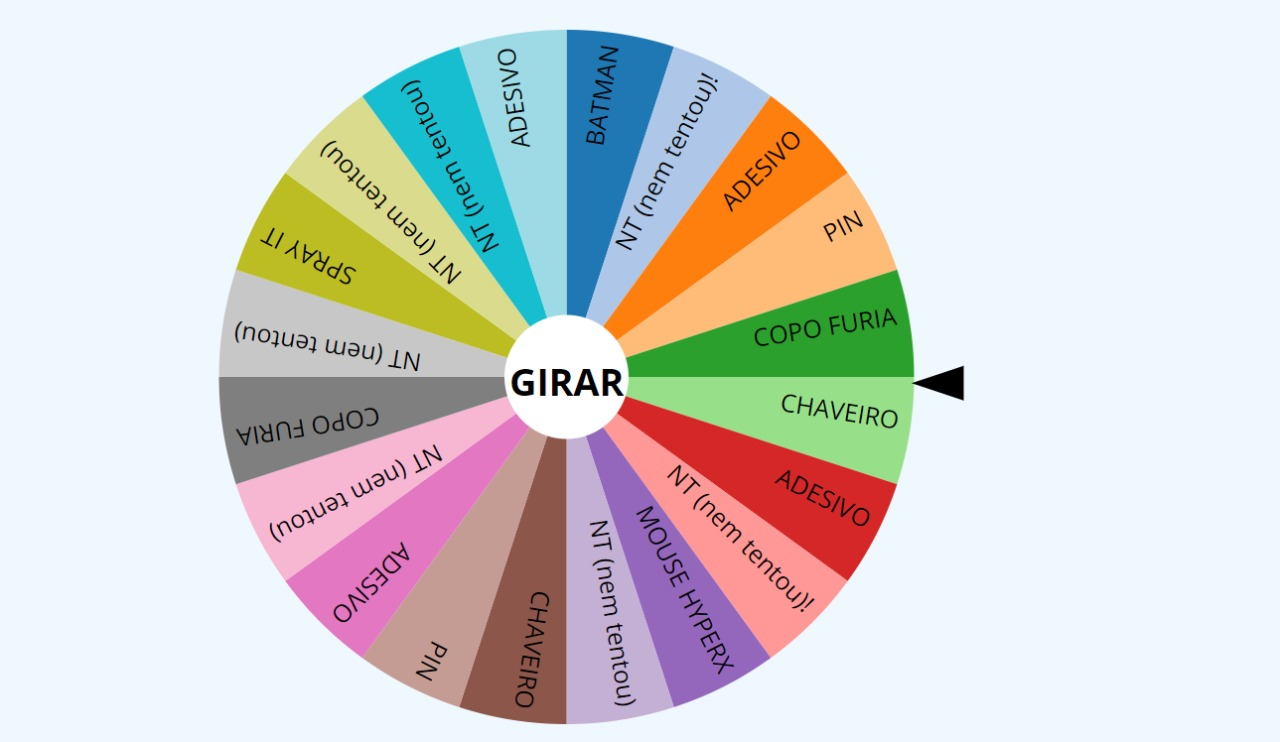 BATMAN
NT (nem tentou)!
ADESIVO
PIN
COPO FURIA
CHAVEIRO
ADESIVO
NT (nem tentou)!
MOUSE HYPERX
NT (nem tentou)
CHAVEIRO
PIN
ADESIVO
NT (nem tentou)
COPO FURIA
NT (nem tentou)
SPRAY IT
NT (nem tentou)
NT (nem tentou)
ADESIVO
GIRAR